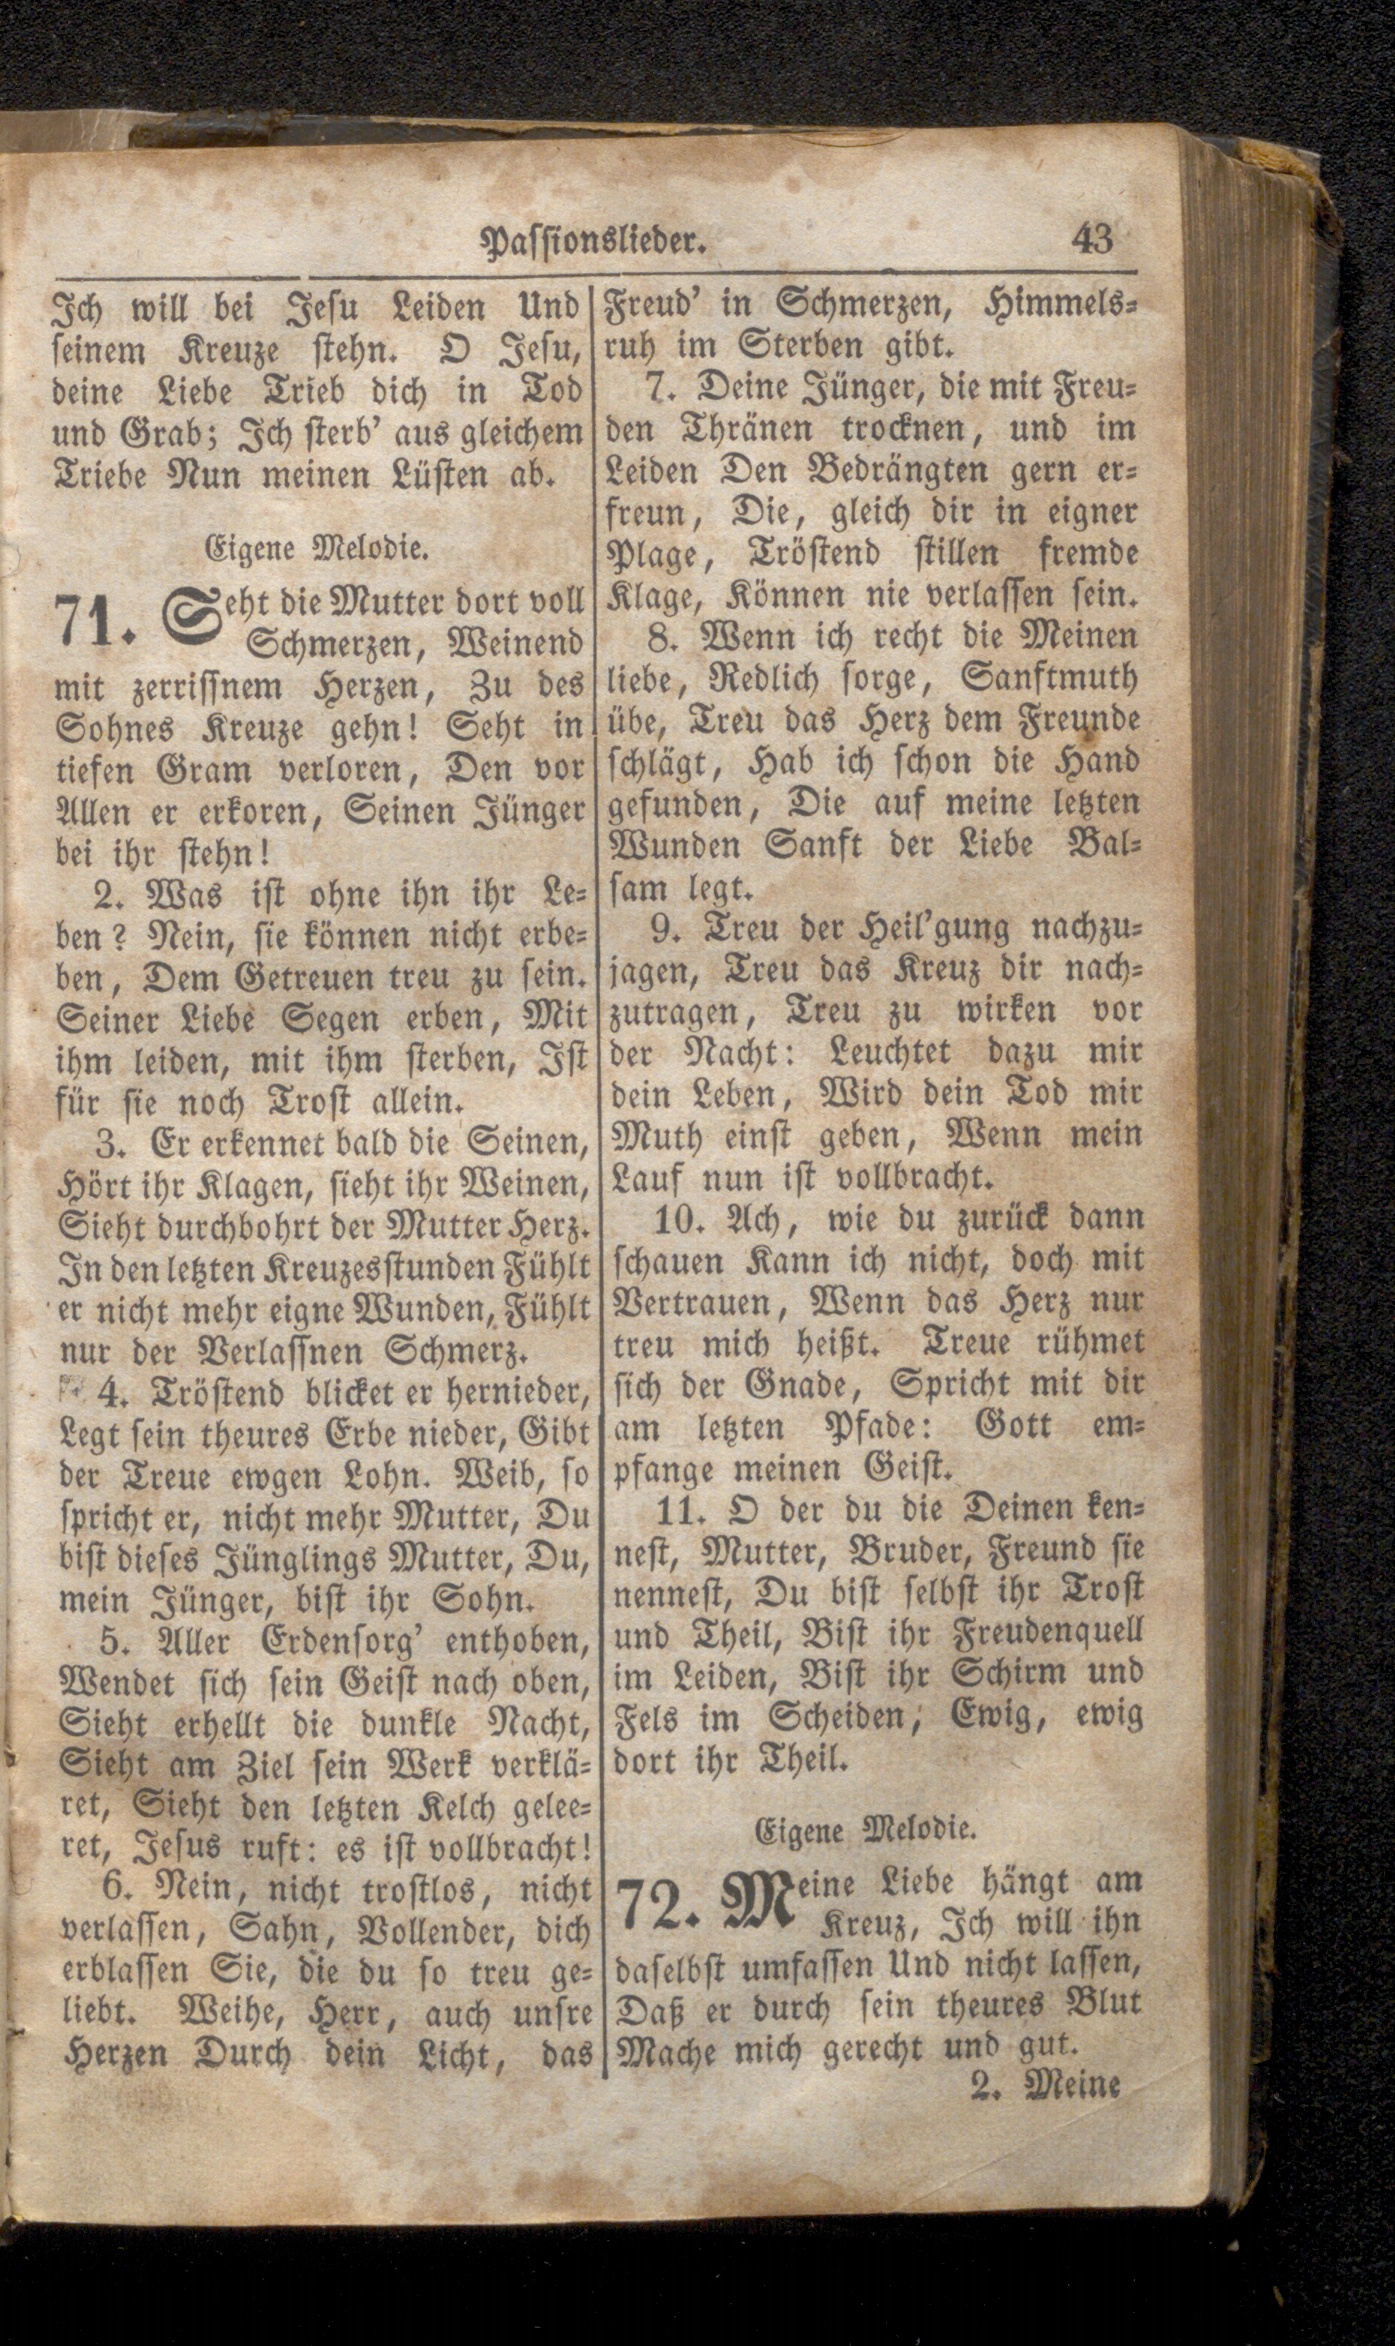 Passionslieder. 43
Ich will bei Jesu Leiden Und
seinem Kreuze stehn. O Jesu,
deine Liebe Trieb dich in Tod
und Grab; Ich sterb' aus gleichem
Triebe Nun meinen Lüsten ab.
Eigene Melodie.
71. Seht die Mutter dort voll
Schmerzen, Weinend
mit zerrissnem Herzen, Zu des
Sohnes Kreuze gehn! Seht in
tiefen Gram verloren, Den vor
Allen er erkoren, Seinen Jünger
bei ihr stehn!
2. Was ist ohne ihn ihr Le-
ben? Nein, sie können nicht erbe-
ben, Dem Getreuen treu zu sein.
Seiner Liebe Segen erben, Mit
ihm leiden, mit ihm sterben, Ist
für sie noch Trost allein.
3. Er erkennet bald die Seinen,
Hört ihr Klagen, sieht ihr Weinen,
Sieht durchbohrt der Mutter Herz.
In den letzten Kreuzesstunden Fühlt
er nicht mehr eigne Wunden, Fühlt
nur der Verlassnen Schmerz.
4. Tröstend blicket er hernieder,
Legt sein theures Erbe nieder, Gibt
der Treue ewgen Lohn. Weib, so
spricht er, nicht mehr Mutter, Du
bist dieses Jünglings Mutter, Du,
mein Jünger, bist ihr Sohn.
5. Aller Erdensorg' enthoben,
Wendet sich sein Geist nach oben,
Sieht erhellt die dunkle Nacht,
Sieht am Ziel sein Werk verklä-
ret, Sieht den letzten Kelch gelee-
ret, Jesus ruft: es ist vollbracht!
6. Nein, nicht trostlos, nicht
verlassen, Sahn, Vollender, dich
erblassen Sie, die du so treu ge-
liebt. Weihe, Herr, auch unsre
Herzen Durch dein Licht, das
Freud' in Schmerzen, Himmels-
ruh im Sterben gibt.
7. Deine Jünger, die mit Freu-
den Thränen trocknen, und im
Leiden Den Bedrängten gern er-
freun, Die, gleich dir in eigner
Plage, Tröstend stillen fremde
Klage, Können nie verlassen sein.
8. Wenn ich recht die Meinen
liebe, Redlich sorge, Sanftmuth
übe, Treu das Herz dem Freunde
schlägt, Hab ich schon die Hand
gefunden, Die auf meine letzten
Wunden Sanft der Liebe Bal-
sam legt.
9. Treu der Heil'gung nachzu-
jagen, Treu das Kreuz dir nach-
zutragen, Treu zu wirken vor
der Nacht: Leuchtet dazu mir
dein Leben, Wird dein Tod mir
Muth einst geben, Wenn mein
Lauf nun ist vollbracht.
10. Ach, wie du zurück dann
schauen Kann ich nicht, doch mit
Vertrauen, Wenn das Herz nur
treu mich heißt. Treue rühmet
sich der Gnade, Spricht mit dir
am letzten Pfade: Gott em-
pfange meinen Geist.
11. O der du die Deinen ken-
nest, Mutter, Bruder, Freund sie
nennest, Du bist selbst ihr Trost
und Theil, Bist ihr Freudenquell
im Leiden, Bist ihr Schirm und
Fels im Scheiden, Ewig, ewig
dort ihr Theil.
Eigene Melodie.
72. Meine Liebe hängt am
Kreuz, Ich will ihn
daselbst umfassen Und nicht lassen,
Daß er durch sein theures Blut
Mache mich gerecht und gut.
2. Meine